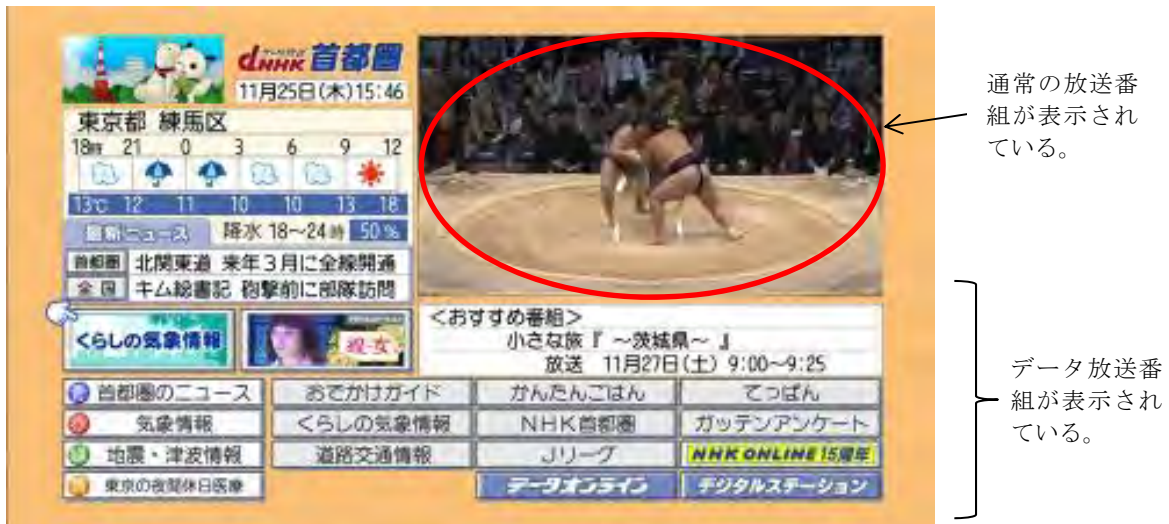 dNHK 首都圏
11月25日(木)15:46
東京都 練馬区
18時 21 0 3 6 9 12
13℃ 12 11 10 10 13 18
最新ニュース 降水 18～24時 50%
首都圏 北関東道 来年3月に全線開通
全国 キム総書記 砲撃前に部隊訪問
くらしの気象情報
<おすすめ番組>
小さな旅『 ～茨城県～ 』
放送 11月27日(土) 9:00～9:25
首都圏のニュース おでかけガイド かんたんごはん てっぱん
気象情報 くらしの気象情報 NHK首都圏 ガッテンアンケート
地震・津波情報 道路交通情報 Jリーグ NHK ONLINE 15周年
東京の夜間休日医療 データオンライン デジタルステーション
通常の放送番
組が表示され
ている。
データ放送番
組が表示され
ている。